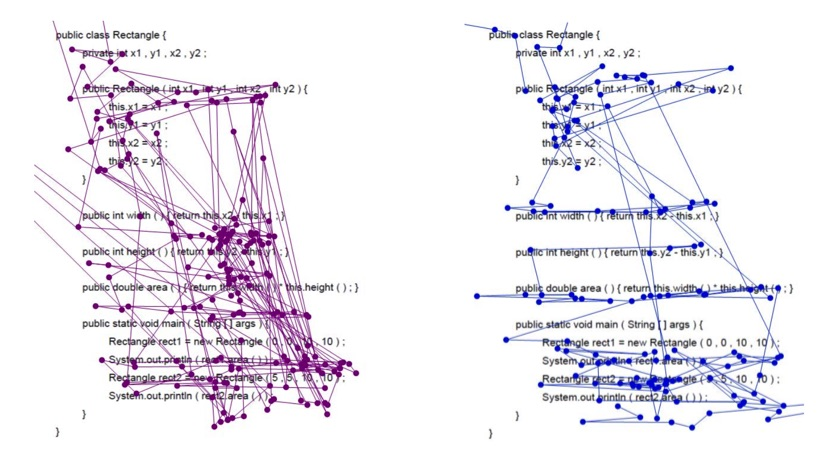 public class Rectangle {
private int x1 , y1 , x2 , y2 ;
public Rectangle ( int x1 , int y1 , int x2 , int y2 ) {
this.x1 = x1 ;
this.y1 = y1 ;
this.x2 = x2 ;
this.y2 = y2 ;
}
public int width ( ) { return this.x2 - this.x1 ; }
public int height ( ) { return this.y2 - this.y1 ; }
public double area ( ) { return this.width ( ) * this.height ( ) ; }
public static void main ( String [ ] args ) {
Rectangle rect1 = new Rectangle ( 0 , 0 , 10 , 10 ) ;
System.out.println ( rect1.area ( ) ) ;
Rectangle rect2 = new Rectangle ( 5 , 5 , 10 , 10 ) ;
System.out.println ( rect2.area ( ) ) ;
}
}
public class Rectangle {
private int x1 , y1 , x2 , y2 ;
public Rectangle ( int x1 , int y1 , int x2 , int y2 ) {
this.x1 = x1 ;
this.y1 = y1 ;
this.x2 = x2 ;
this.y2 = y2 ;
}
public int width ( ) { return this.x2 - this.x1 ; }
public int height ( ) { return this.y2 - this.y1 ; }
public double area ( ) { return this.width ( ) * this.height ( ) ; }
public static void main ( String [ ] args ) {
Rectangle rect1 = new Rectangle ( 0 , 0 , 10 , 10 ) ;
System.out.println ( rect1.area ( ) ) ;
Rectangle rect2 = new Rectangle ( 5 , 5 , 10 , 10 ) ;
System.out.println ( rect2.area ( ) ) ;
}
}